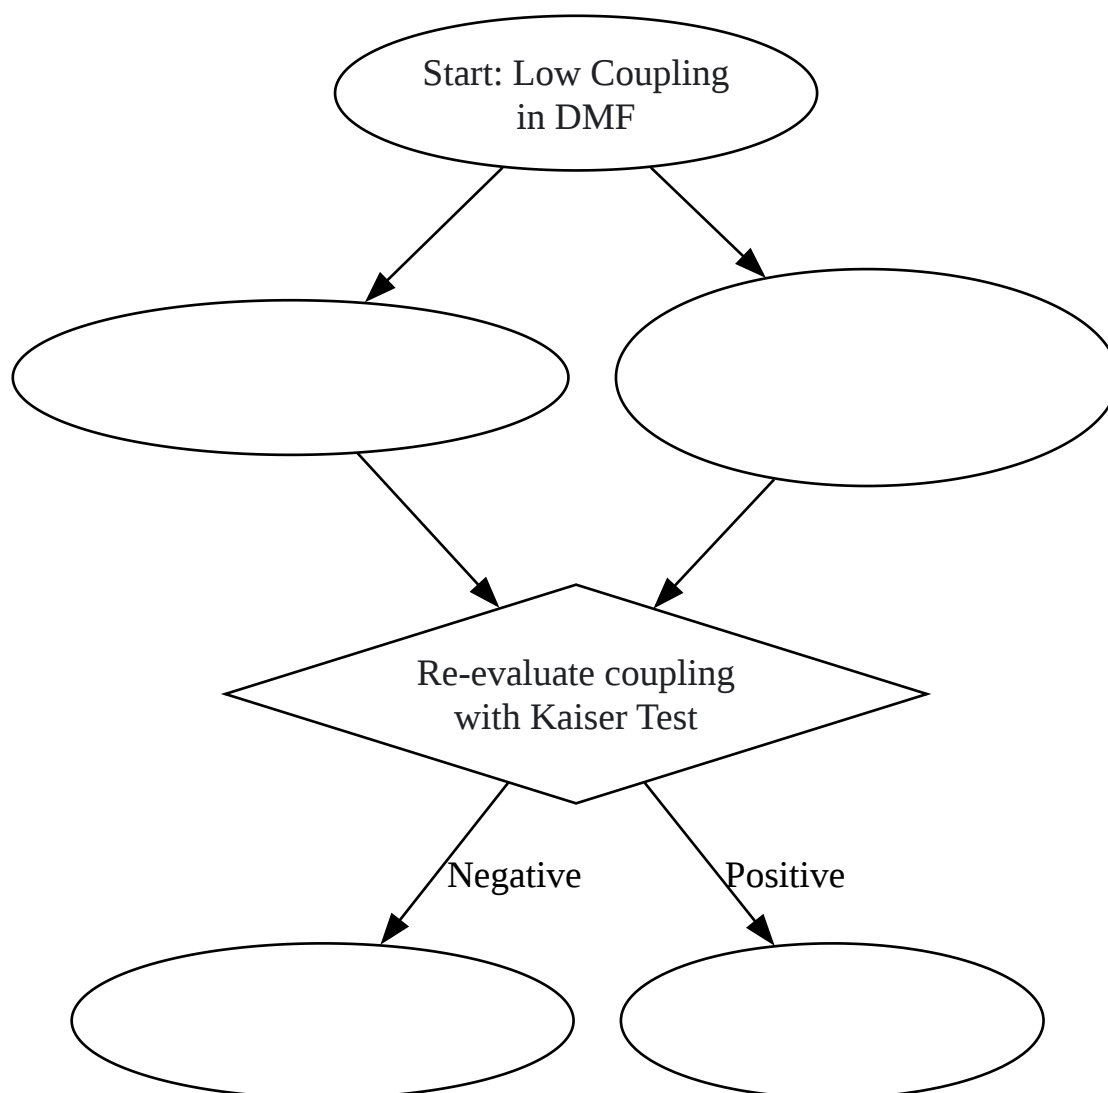 Start: Low Coupling
in DMF
Re-evaluate coupling
with Kaiser Test
Negative
Positive